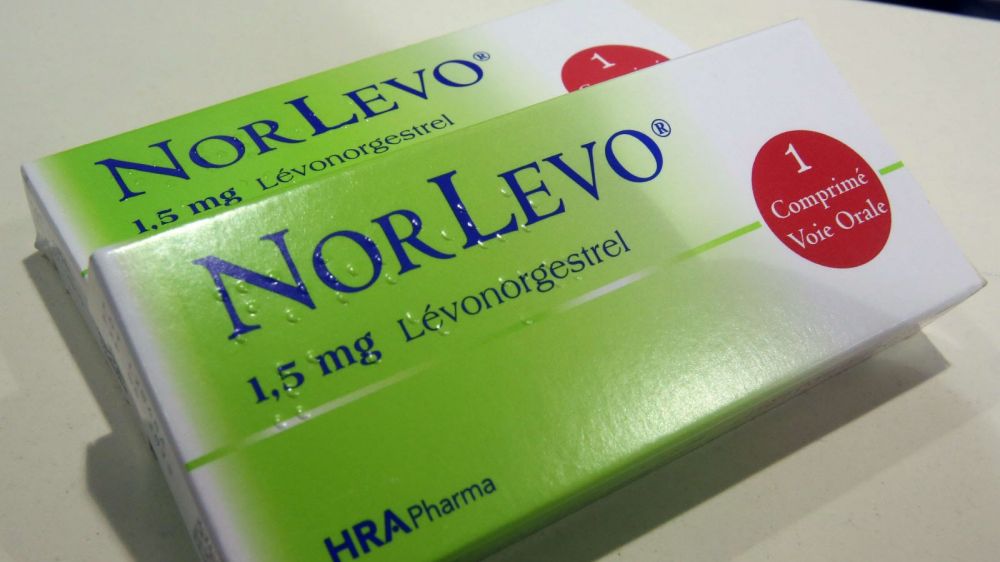 NORLEVO®
1,5 mg Lévonorgestrel
1
NORLEVO®
1,5 mg Lévonorgestrel
1
Comprimé
Voie Orale
HRA Pharma